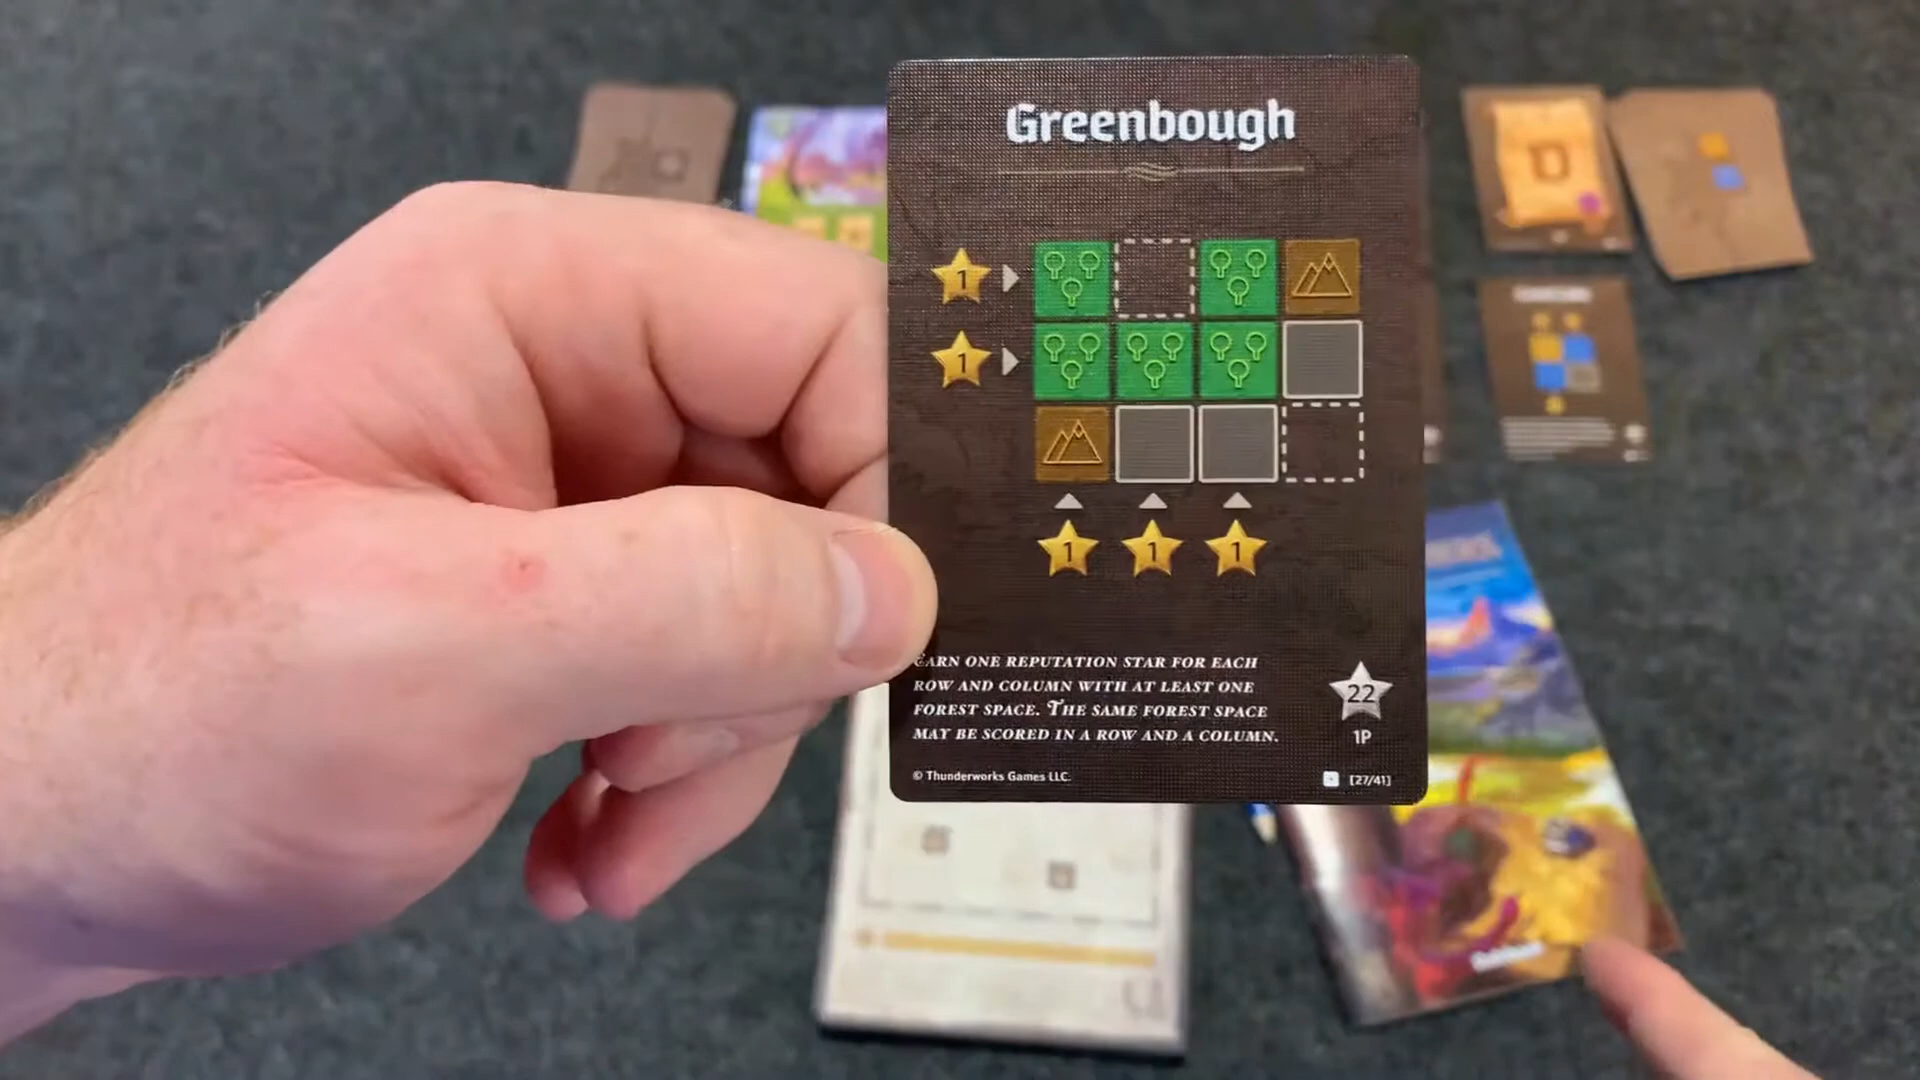 Greenbough
1
1
1 1 1
EARN ONE REPUTATION STAR FOR EACH
ROW AND COLUMN WITH AT LEAST ONE
FOREST SPACE. THE SAME FOREST SPACE
MAY BE SCORED IN A ROW AND A COLUMN.
22
1P
© Thunderworks Games LLC.
[27/41]
D